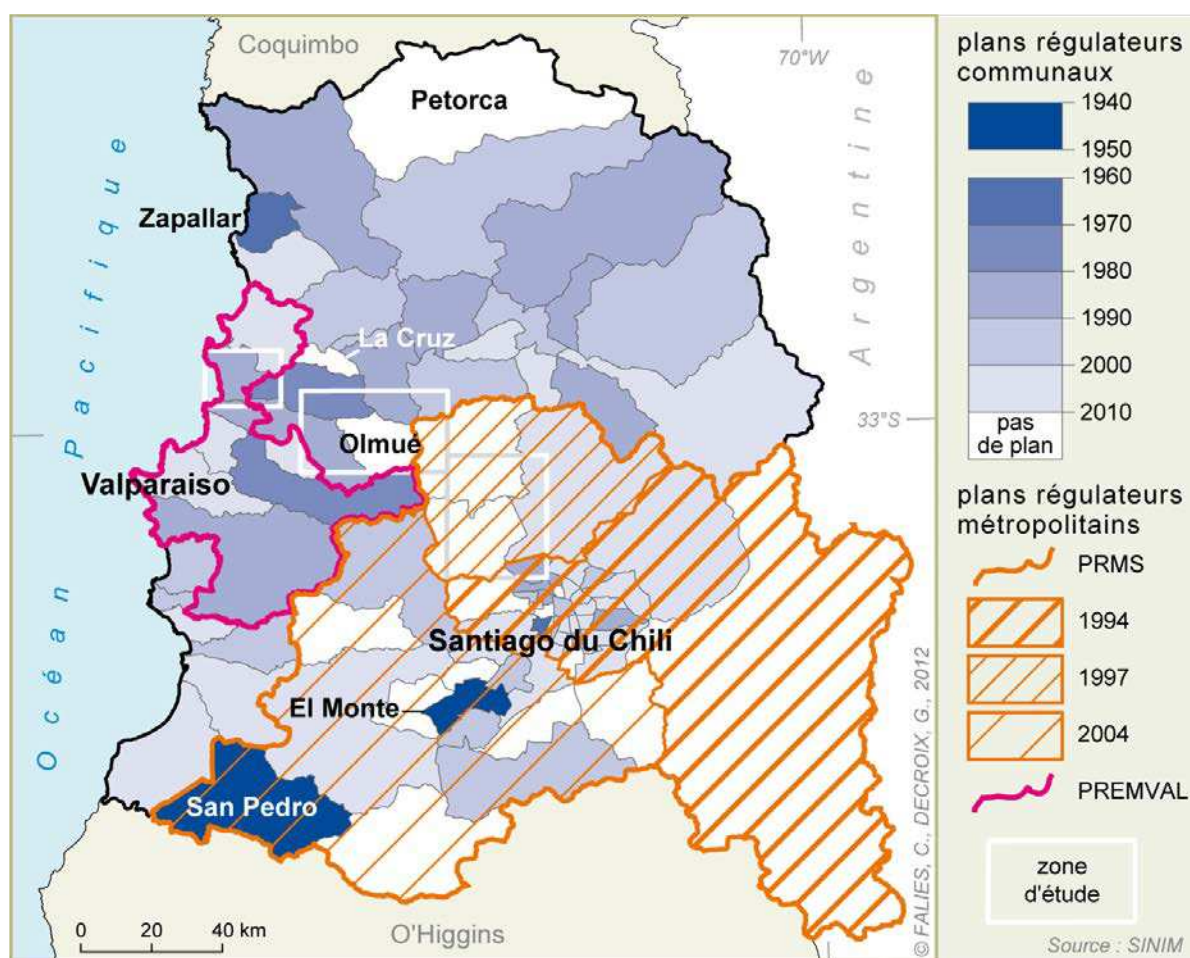 Coquimbo
70°W
Petorca
Zapallar
Océan Pacifique
Argentine
La Cruz
33°S
Olmué
Valparaiso
Santiago du Chili
El Monte
San Pedro
O'Higgins
0 20 40 km
© FALIES, C., DECROIX, G., 2012
plans régulateurs
communaux
1940
1950
1960
1970
1980
1990
2000
2010
pas
de plan
plans régulateurs
métropolitains
PRMS
1994
1997
2004
PREMVAL
zone
d'étude
Source : SINIM